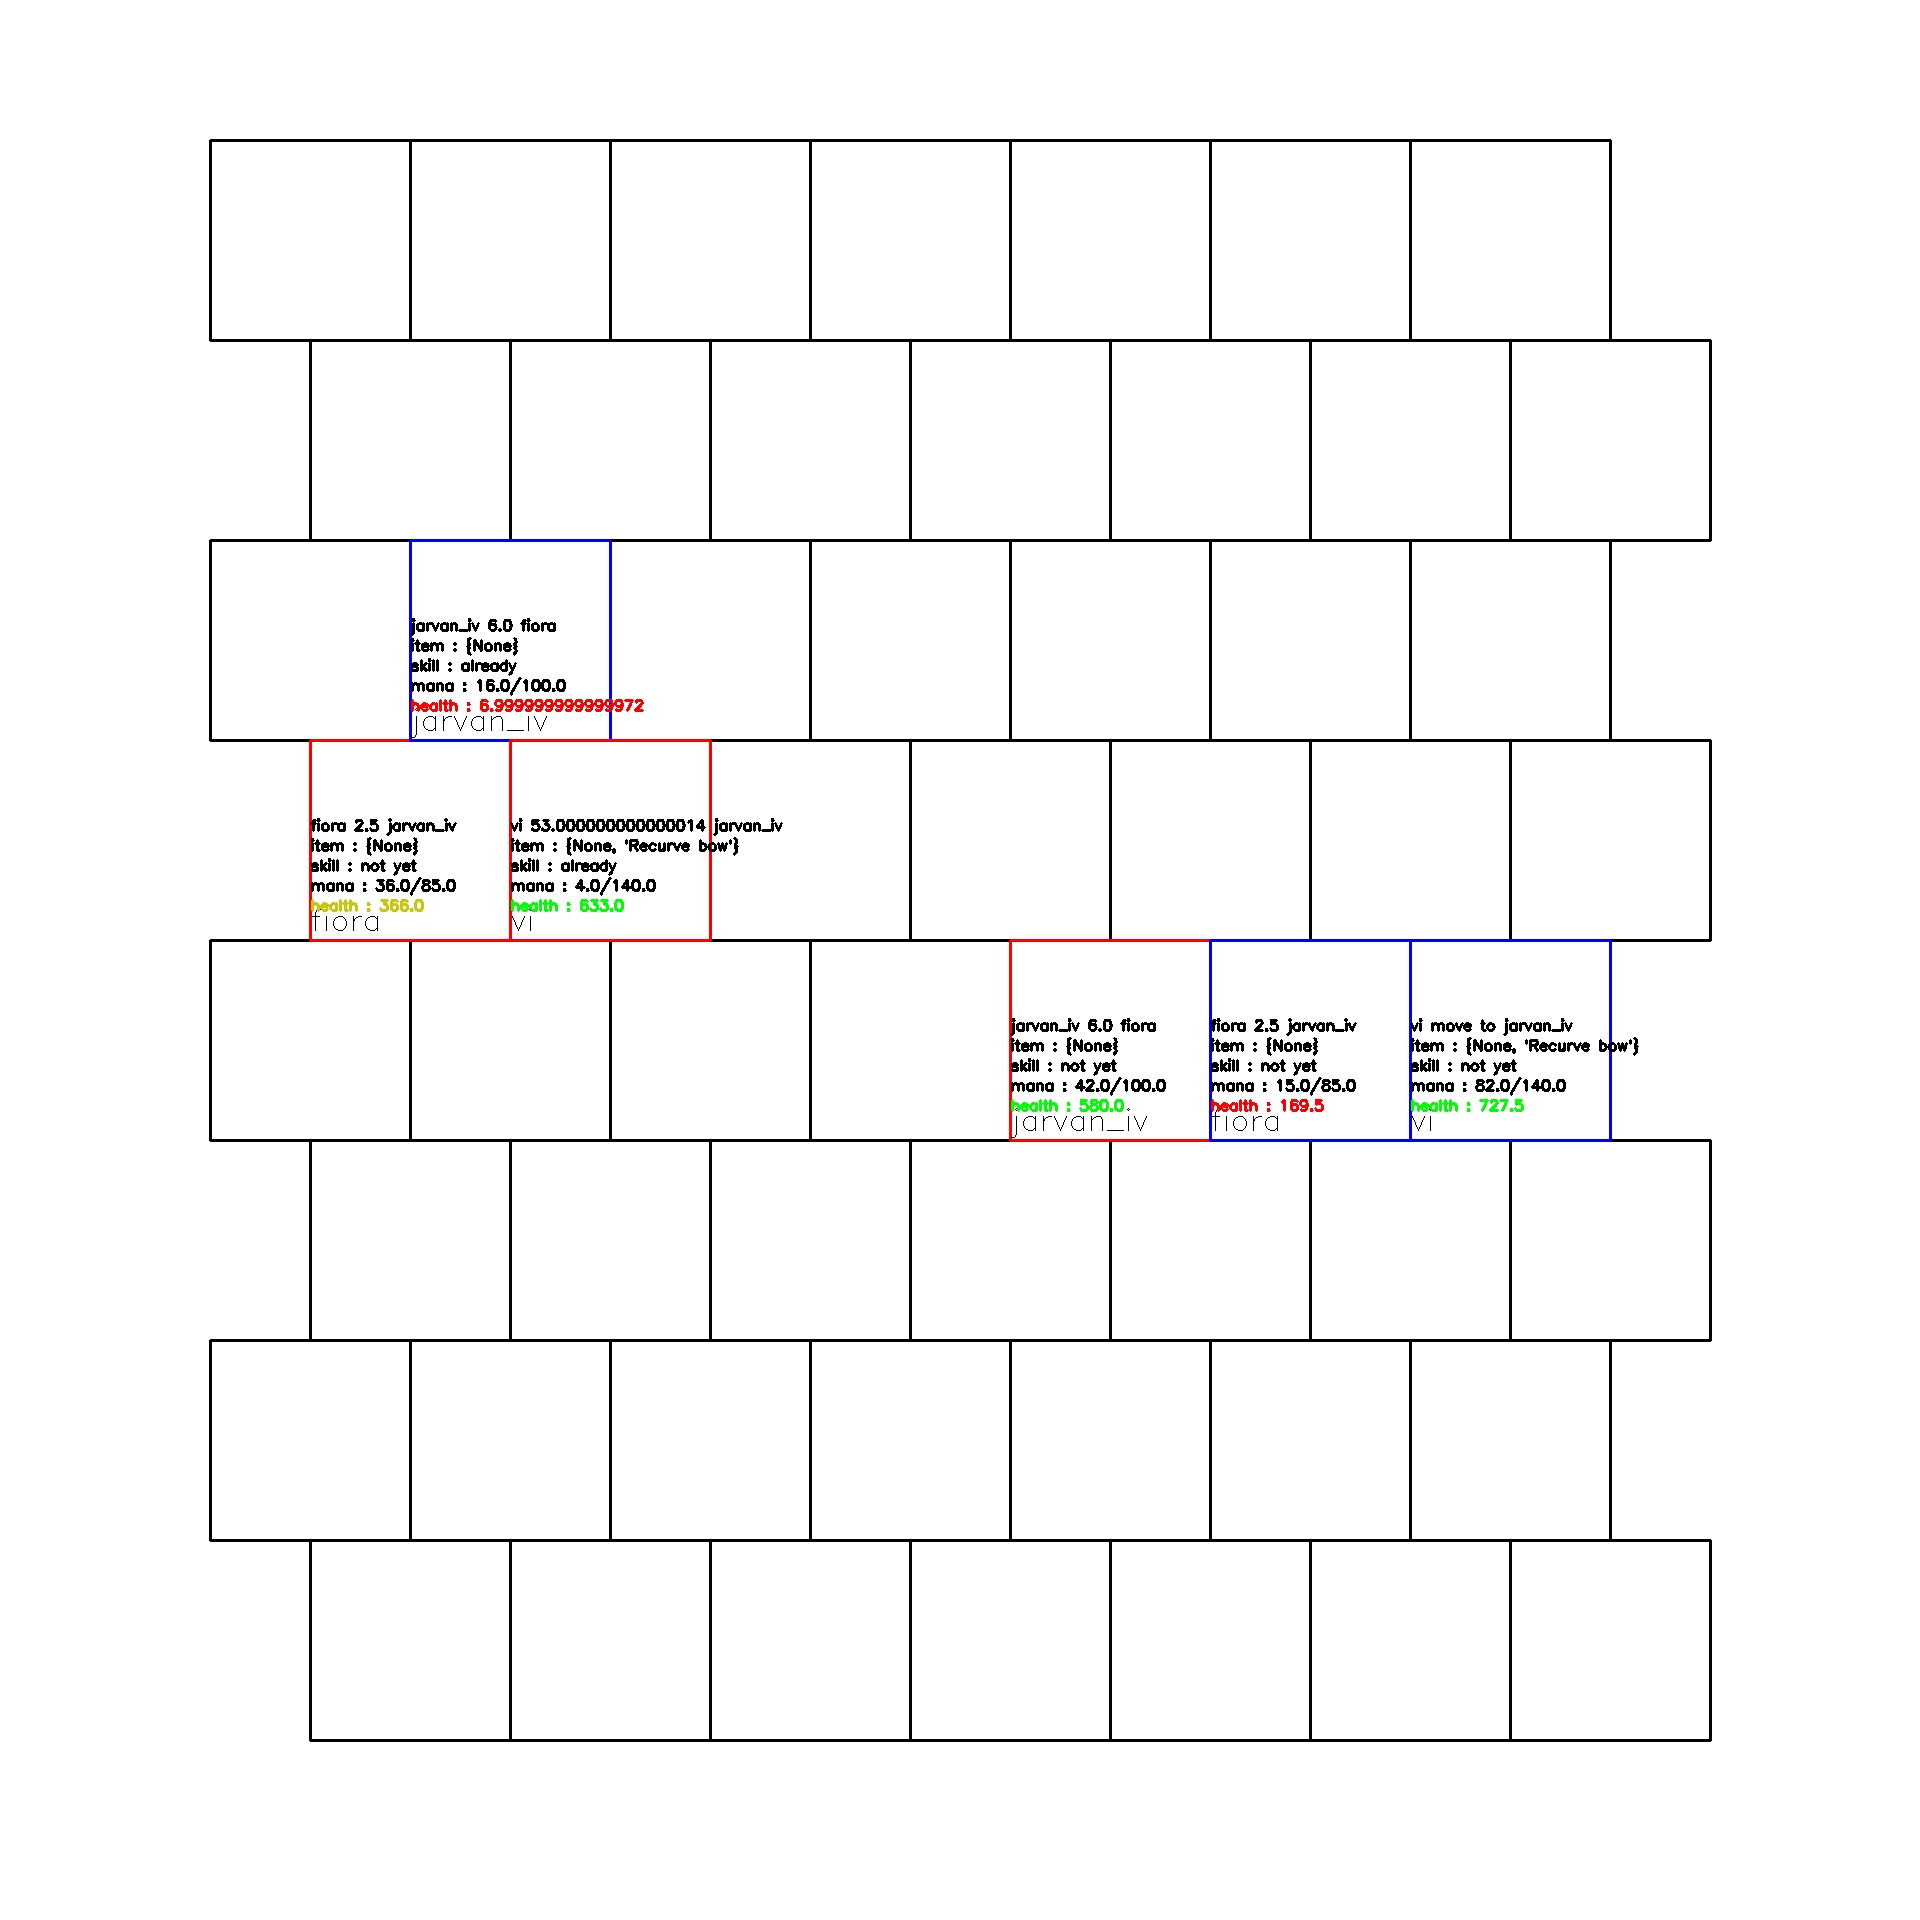 jarvan_iv 6.0 fiora
item : {None}
skill : already
mana : 16.0/100.0
health : 6.999999999999972
jarvan_iv
fiora 2.5 jarvan_iv
item : {None}
skill : not yet
mana : 36.0/85.0
health : 366.0
fiora
vi 53.000000000000014 jarvan_iv
item : {None, 'Recurve bow'}
skill : already
mana : 4.0/140.0
health : 633.0
vi
jarvan_iv 6.0 fiora
item : {None}
skill : not yet
mana : 42.0/100.0
health : 580.0
jarvan_iv
fiora 2.5 jarvan_iv
item : {None}
skill : not yet
mana : 15.0/85.0
health : 169.5
fiora
vi move to jarvan_iv
item : {None, 'Recurve bow'}
skill : not yet
mana : 82.0/140.0
health : 727.5
vi